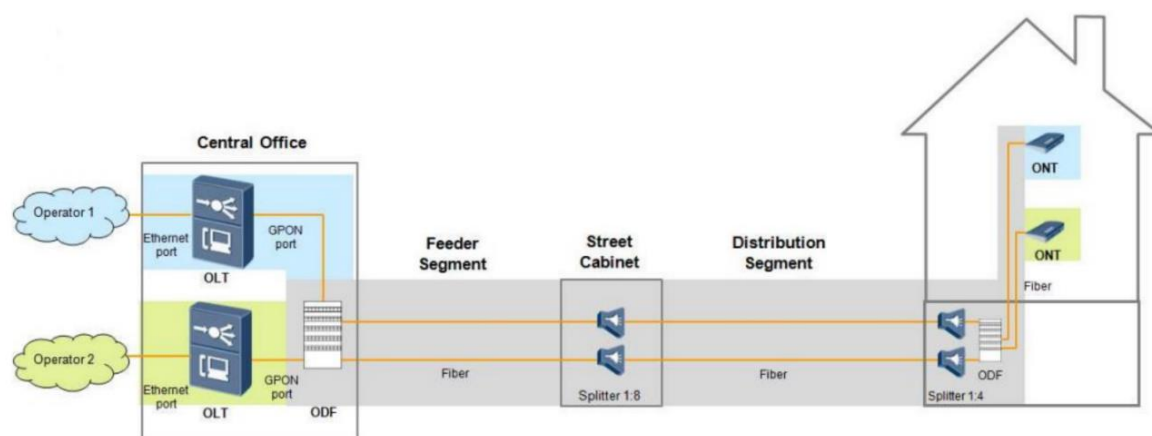 Central Office
Operator 1
Ethernet
port
GPON
port
OLT
Feeder
Segment
Street
Cabinet
Distribution
Segment
ONT
ONT
Fiber
Operator 2
Ethernet
port
GPON
port
OLT
ODF
Fiber
Splitter 1:8
Fiber
Splitter 1:4
ODF